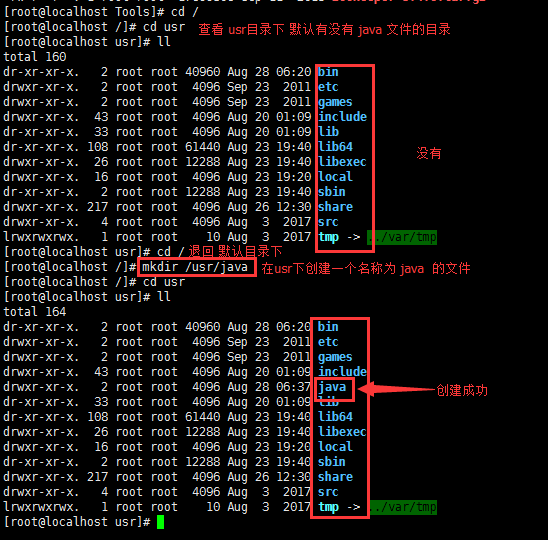 [root@localhost Tools]# cd /
[root@localhost /]# cd usr 查看 usr目录下 默认有没有 java 文件的目录
[root@localhost usr]# ll
total 160
dr-xr-xr-x. 2 root root 40960 Aug 28 06:20 bin
drwxr-xr-x. 2 root root 4096 Sep 23 2011 etc
drwxr-xr-x. 2 root root 4096 Sep 23 2011 games
drwxr-xr-x. 43 root root 4096 Aug 20 01:09 include
dr-xr-xr-x. 33 root root 4096 Aug 20 01:09 lib
dr-xr-xr-x. 108 root root 61440 Aug 23 19:40 lib64
drwxr-xr-x. 26 root root 12288 Aug 23 19:40 libexec
没有
drwxr-xr-x. 16 root root 4096 Aug 23 19:20 local
dr-xr-xr-x. 2 root root 12288 Aug 23 19:40 sbin
drwxr-xr-x. 217 root root 4096 Aug 26 12:30 share
drwxr-xr-x. 4 root root 4096 Aug 3 2017 src
lrwxrwxrwx. 1 root root 10 Aug 3 2017 tmp -> ../var/tmp
[root@localhost usr]# cd / 退回 默认目录下
[root@localhost /]# mkdir /usr/java 在usr下创建一个名称为 java 的文件
[root@localhost /]# cd usr
[root@localhost usr]# ll
total 164
dr-xr-xr-x. 2 root root 40960 Aug 28 06:20 bin
drwxr-xr-x. 2 root root 4096 Sep 23 2011 etc
drwxr-xr-x. 2 root root 4096 Sep 23 2011 games
drwxr-xr-x. 43 root root 4096 Aug 20 01:09 include
drwxr-xr-x. 2 root root 4096 Aug 28 06:37 java 创建成功
dr-xr-xr-x. 33 root root 4096 Aug 20 01:09 lib
dr-xr-xr-x. 108 root root 61440 Aug 23 19:40 lib64
drwxr-xr-x. 26 root root 12288 Aug 23 19:40 libexec
drwxr-xr-x. 16 root root 4096 Aug 23 19:20 local
dr-xr-xr-x. 2 root root 12288 Aug 23 19:40 sbin
drwxr-xr-x. 217 root root 4096 Aug 26 12:30 share
drwxr-xr-x. 4 root root 4096 Aug 3 2017 src
lrwxrwxrwx. 1 root root 10 Aug 3 2017 tmp -> ../var/tmp
[root@localhost usr]#